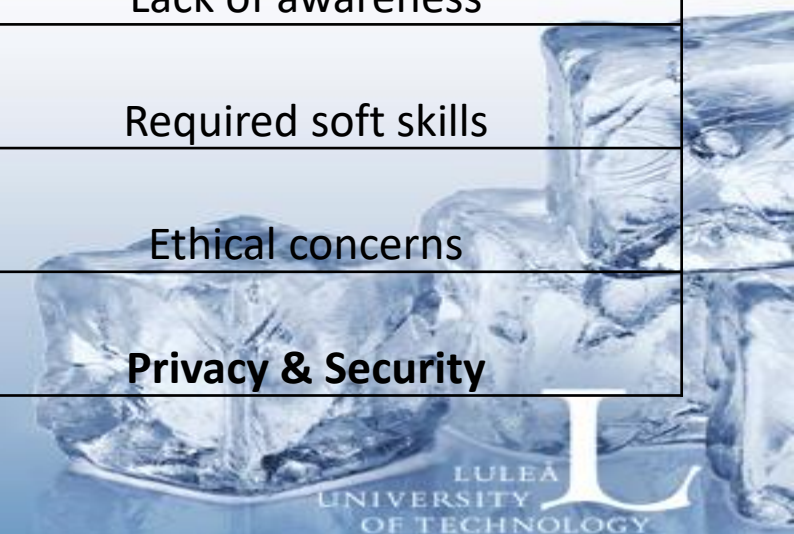 Lack of awareness
Required soft skills
Ethical concerns
Privacy & Security
L
LULEÅ
UNIVERSITY
OF TECHNOLOGY